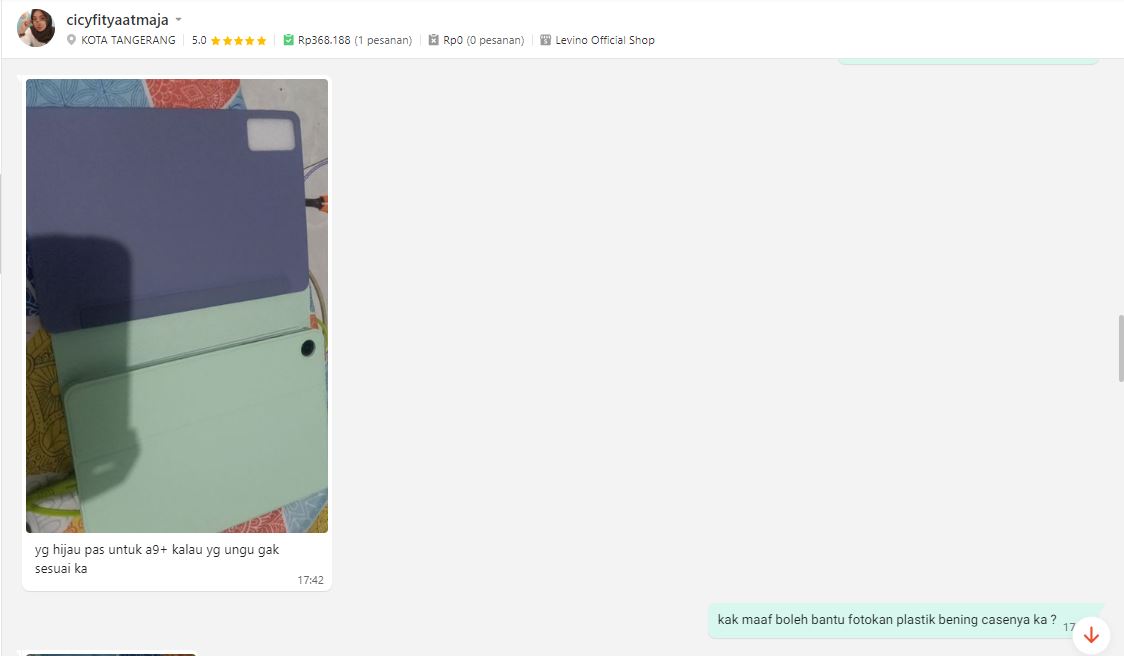 cicyfityaatmaja
KOTA TANGERANG 5.0 Rp368.188 (1 pesanan) Rp0 (0 pesanan) Levino Official Shop
yg hijau pas untuk a9+ kalau yg ungu gak
sesuai ka
17:42
kak maaf boleh bantu fotokan plastik bening casenya ka ?
17